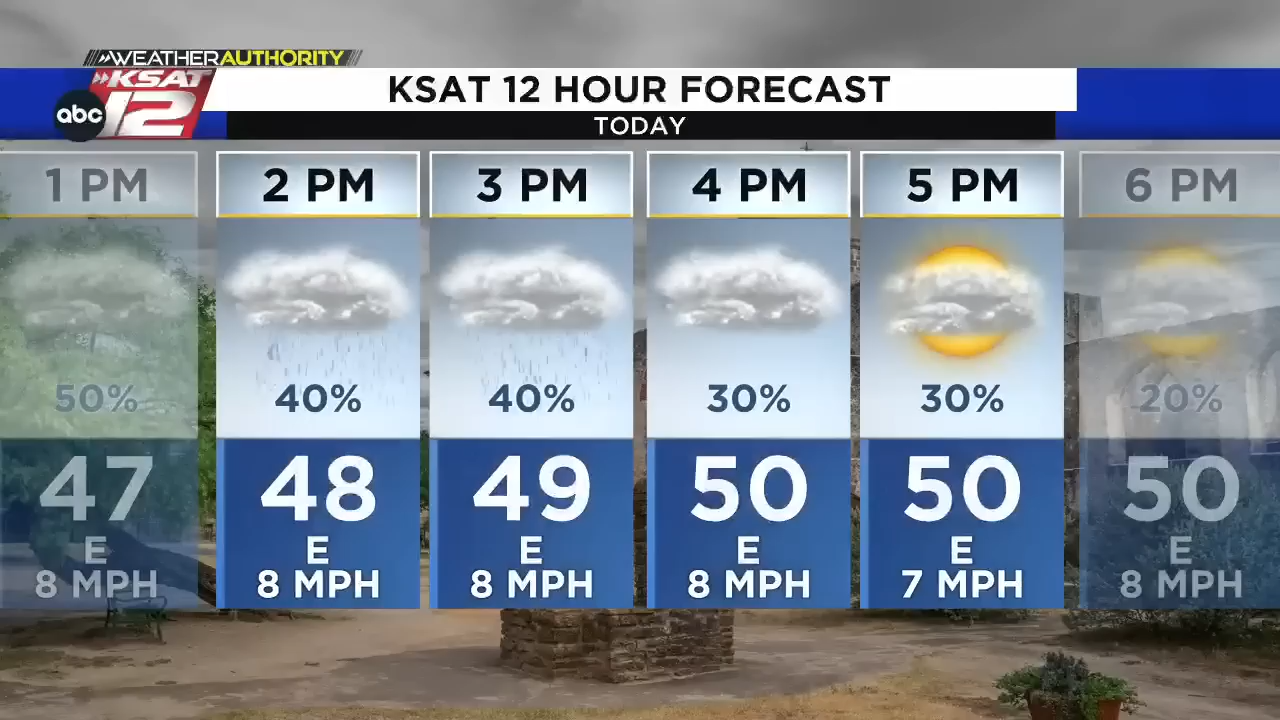 WEATHERAUTHORITY
KSAT
abc 12
KSAT 12 HOUR FORECAST
TODAY
1 PM
50%
47
E
8 MPH
2 PM
40%
48
E
8 MPH
3 PM
40%
49
E
8 MPH
4 PM
30%
50
E
8 MPH
5 PM
30%
50
E
7 MPH
6 PM
20%
50
E
8 MPH